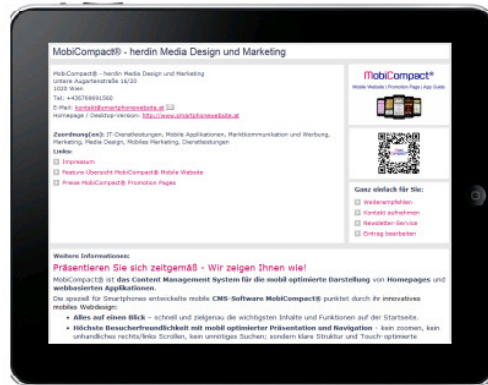 MobiCompact® - herdin Media Design und Marketing
MobiCompact® - herdin Media Design und Marketing
Untere Augartenstraße 16/20
1020 Wien
Tel: +436769691560
E-Mail: kontakt@smartphonewebsite.at
Homepage / Desktop-Version: http://www.smartphonewebsite.at
Zuordnung(en): IT-Dienstleistungen, Mobile Applikationen, Marktkommunikation und Werbung,
Marketing, Media Design, Mobiles Marketing, Dienstleistungen
Links:
Impressum
Feature-Übersicht MobiCompact® Mobile Website
Preise MobiCompact® Promotion Pages
MobiCompact®
Mobile Website | Promotion Page | App Guide
Ganz einfach für Sie:
Weiterempfehlen
Kontakt aufnehmen
Newsletter-Service
Eintrag bearbeiten
Weitere Informationen:
Präsentieren Sie sich zeitgemäß - Wir zeigen Ihnen wie!
MobiCompact® ist das Content Management System für die mobil optimierte Darstellung von Homepages und
webbasierten Applikationen.
Die speziell für Smartphones entwickelte mobile CMS-Software MobiCompact® punktet durch ihr innovatives
mobiles Webdesign:
• Alles auf einen Blick - schnell und zielgenau die wichtigsten Inhalte und Funktionen auf der Startseite.
• Höchste Besucherfreundlichkeit mit mobil optimierter Präsentation und Navigation - kein zoomen, kein
unhandliches rechts/links Scrollen, kein unnötiges Suchen; sondern klare Struktur und Touch-optimierte